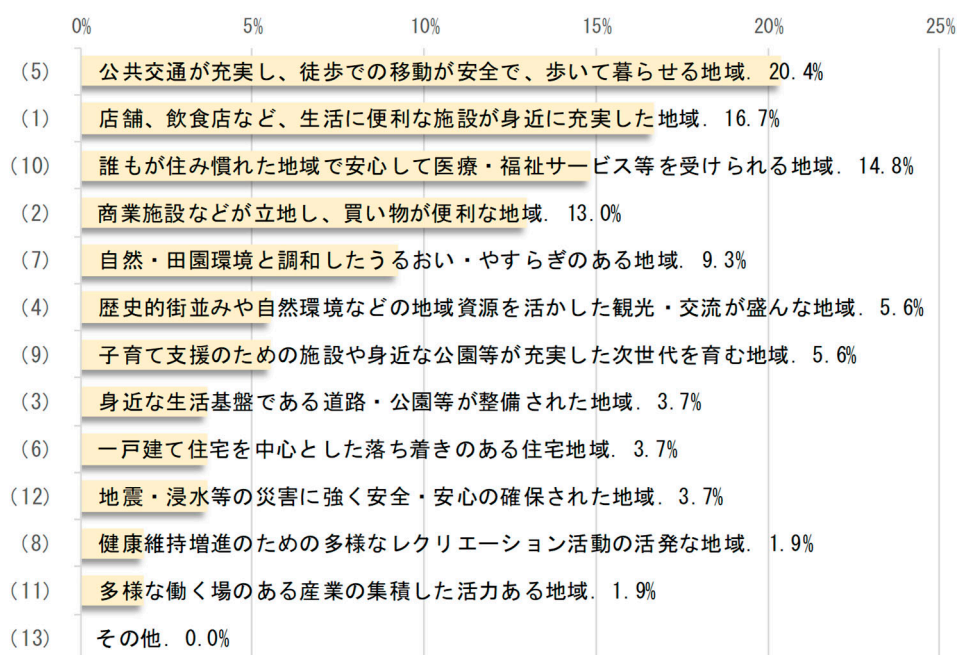 0% 5% 10% 15% 20% 25%
(5) 公共交通が充実し、徒歩での移動が安全で、歩いて暮らせる地域. 20.4%
(1) 店舗、飲食店など、生活に便利な施設が身近に充実した地域. 16.7%
(10) 誰もが住み慣れた地域で安心して医療・福祉サービス等を受けられる地域. 14.8%
(2) 商業施設などが立地し、買い物が便利な地域. 13.0%
(7) 自然・田園環境と調和したうるおい・やすらぎのある地域. 9.3%
(4) 歴史的街並みや自然環境などの地域資源を活かした観光・交流が盛んな地域. 5.6%
(9) 子育て支援のための施設や身近な公園等が充実した次世代を育む地域. 5.6%
(3) 身近な生活基盤である道路・公園等が整備された地域. 3.7%
(6) 一戸建て住宅を中心とした落ち着きのある住宅地域. 3.7%
(12) 地震・浸水等の災害に強く安全・安心の確保された地域. 3.7%
(8) 健康維持増進のための多様なレクリエーション活動の活発な地域. 1.9%
(11) 多様な働く場のある産業の集積した活力ある地域. 1.9%
(13) その他. 0.0%